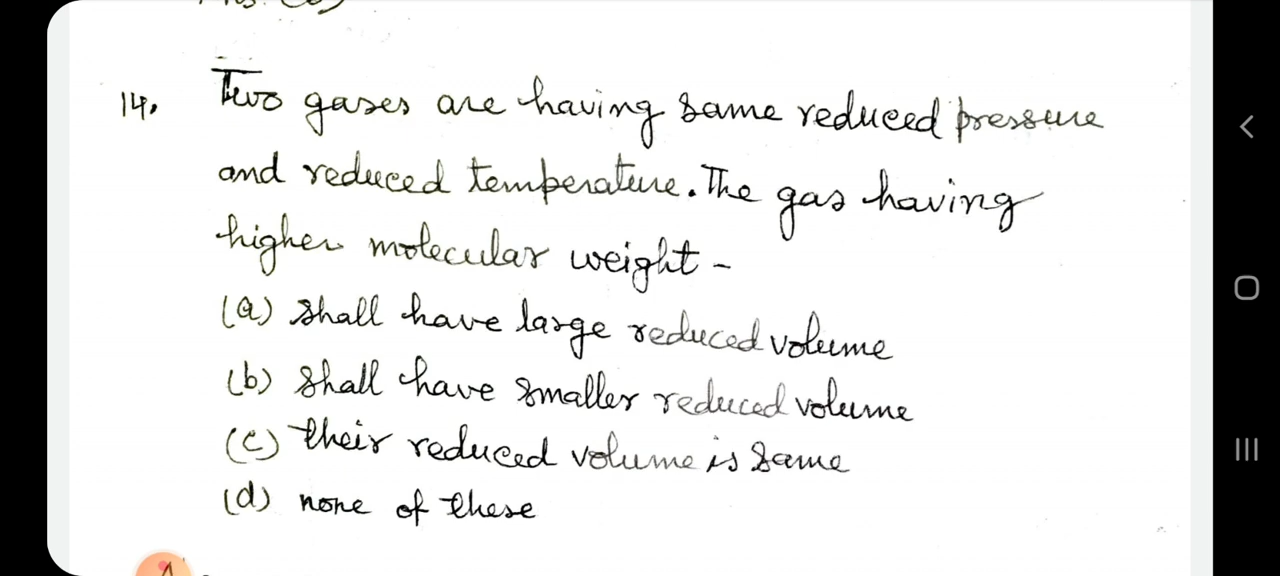 14. Two gases are having same reduced pressure
and reduced temperature. The gas having
higher molecular weight -
(a) shall have large reduced volume
(b) shall have smaller reduced volume
(c) their reduced volume is same
(d) none of these